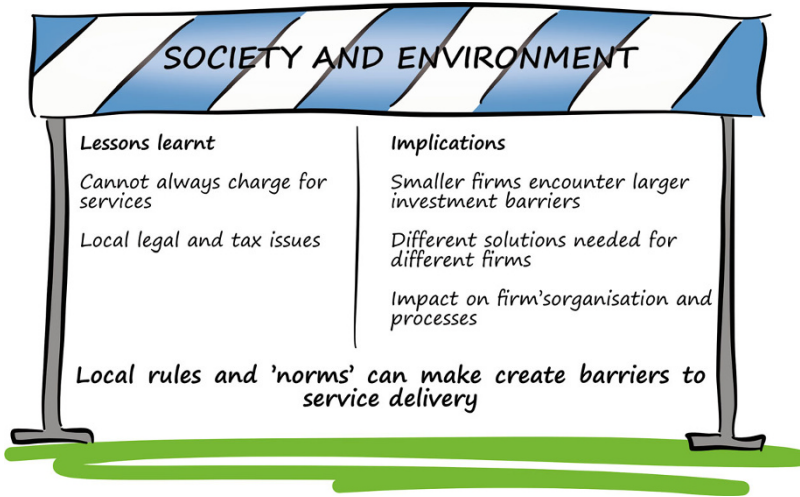 SOCIETY AND ENVIRONMENT
Lessons learnt
Cannot always charge for
services
Local legal and tax issues
Implications
Smaller firms encounter larger
investment barriers
Different solutions needed for
different firms
Impact on firm'sorganisation and
processes
Local rules and 'norms' can make create barriers to
service delivery